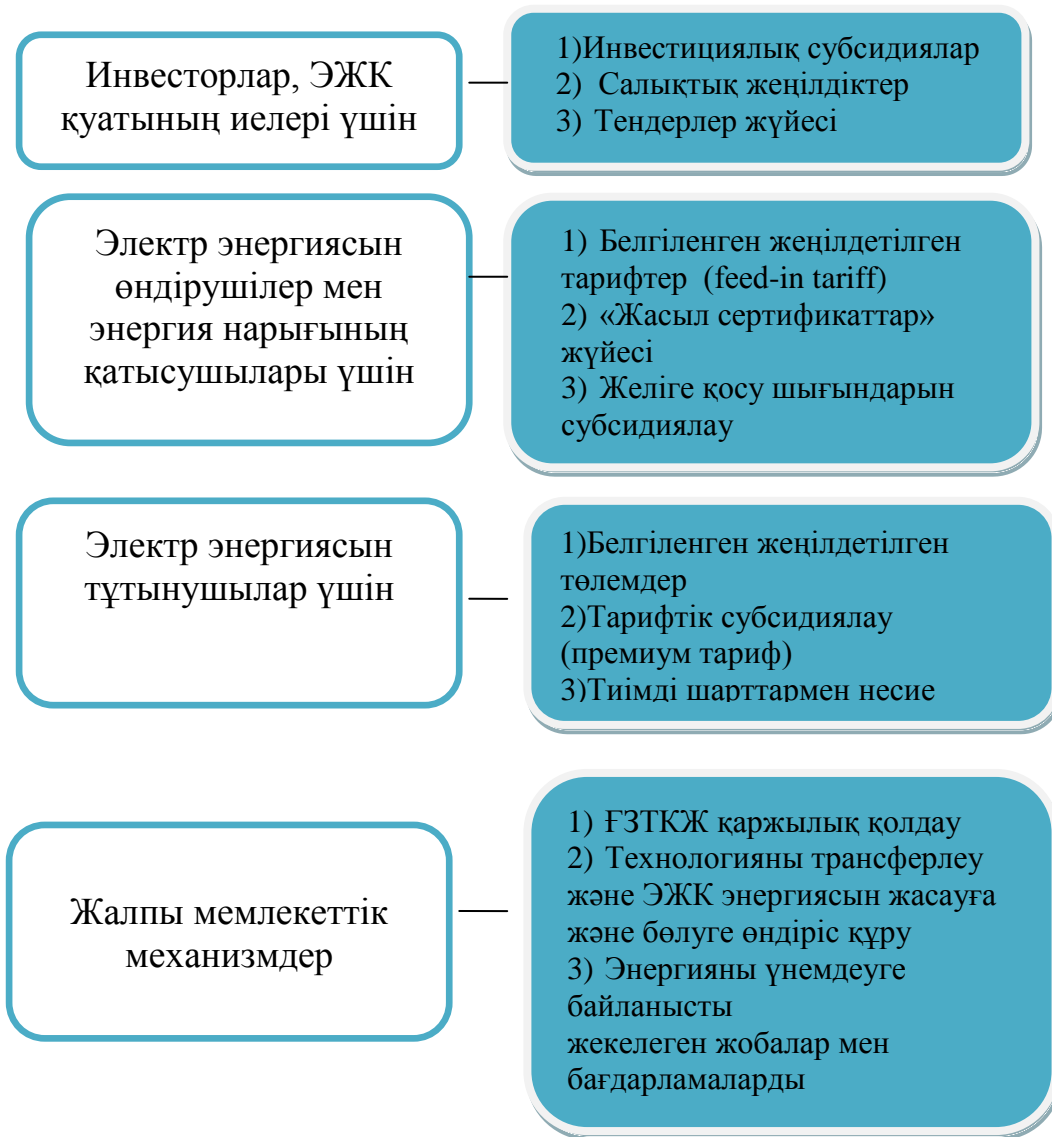 Инвесторлар, ЭЖК
қуатының иелері үшін
1)Инвестициялық субсидиялар
2) Салықтық жеңілдіктер
3) Тендерлер жүйесі
Электр энергиясын
өндірушілер мен
энергия нарығының
қатысушылары үшін
1) Белгіленген жеңілдетілген
тарифтер (feed-in tariff)
2) «Жасыл сертификаттар»
жүйесі
3) Желіге қосу шығындарын
субсидиялау
Электр энергиясын
тұтынушылар үшін
1)Белгіленген жеңілдетілген
төлемдер
2)Тарифтік субсидиялау
(премиум тариф)
3)Тиімді шарттармен несие
Жалпы мемлекеттік
механизмдер
1) ҒЗТКЖ қаржылық қолдау
2) Технологияны трансферлеу
және ЭЖК энергиясын жасауға
және бөлуге өндіріс құру
3) Энергияны үнемдеуге
байланысты
жекелеген жобалар мен
бағдарламаларды